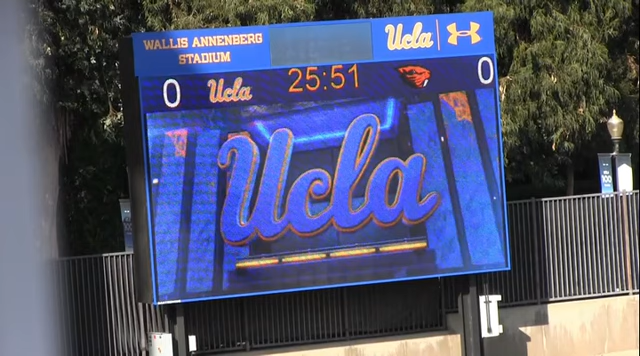 WALLIS ANNENBERG
STADIUM
Ucla
0 Ucla 25:51 0
Ucla